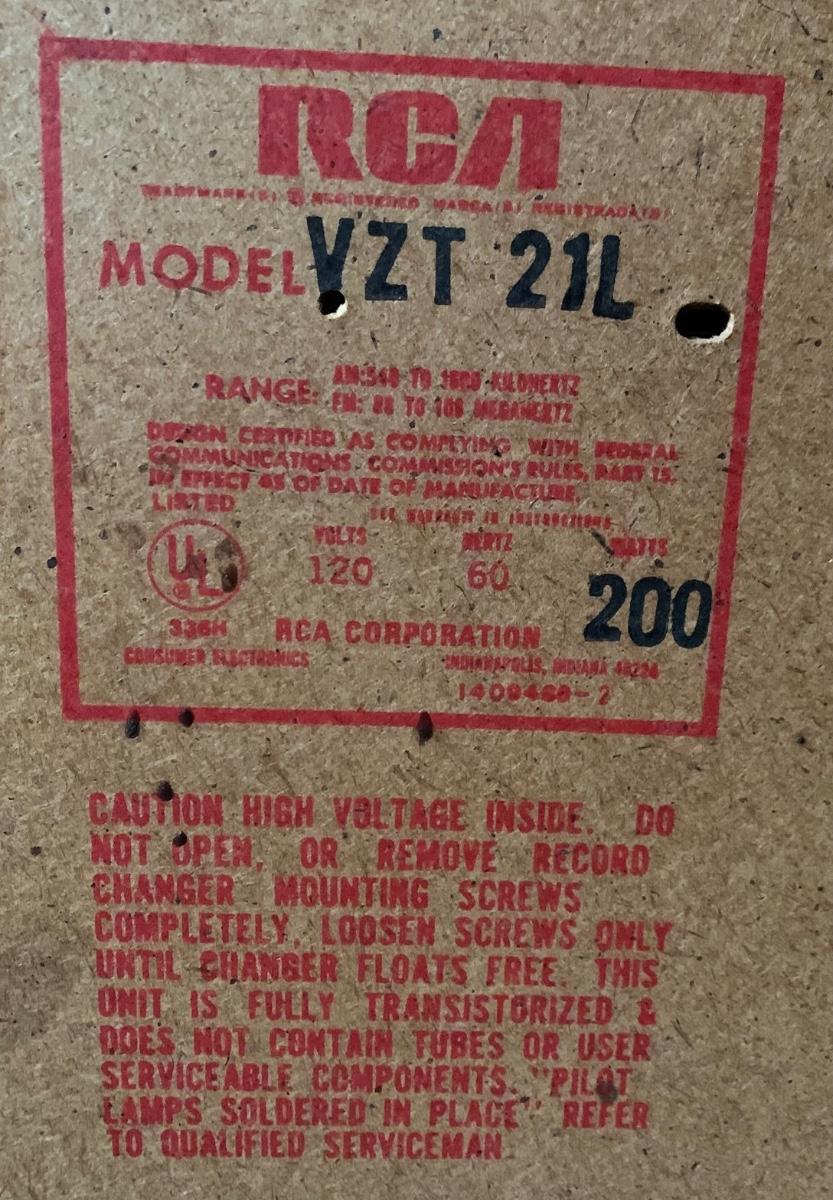 RCA
TRADEMARK(S) ® REGISTERED MARCA(S) REGISTRADA(S)
MODEL VZT 21L
RANGE: AM: 540 TO 1600 KILOHERTZ
FM: 88 TO 108 MEGAHERTZ
DESIGN CERTIFIED AS COMPLYING WITH FEDERAL
COMMUNICATIONS COMMISSION'S RULES, PART 15,
IN EFFECT AS OF DATE OF MANUFACTURE.
LISTED
SEE WARRANTY IN INSTRUCTIONS
VOLTS HERTZ WATTS
UL 120 60 200
336H RCA CORPORATION
CONSUMER ELECTRONICS INDIANAPOLIS, INDIANA
-2
CAUTION HIGH VOLTAGE INSIDE. DO
NOT OPEN, OR REMOVE RECORD
CHANGER MOUNTING SCREWS
COMPLETELY, LOOSEN SCREWS ONLY
UNTIL CHANGER FLOATS FREE. THIS
UNIT IS FULLY TRANSISTORIZED &
DOES NOT CONTAIN TUBES OR USER
SERVICEABLE COMPONENTS. "PILOT
LAMPS SOLDERED IN PLACE" REFER
TO QUALIFIED SERVICEMAN